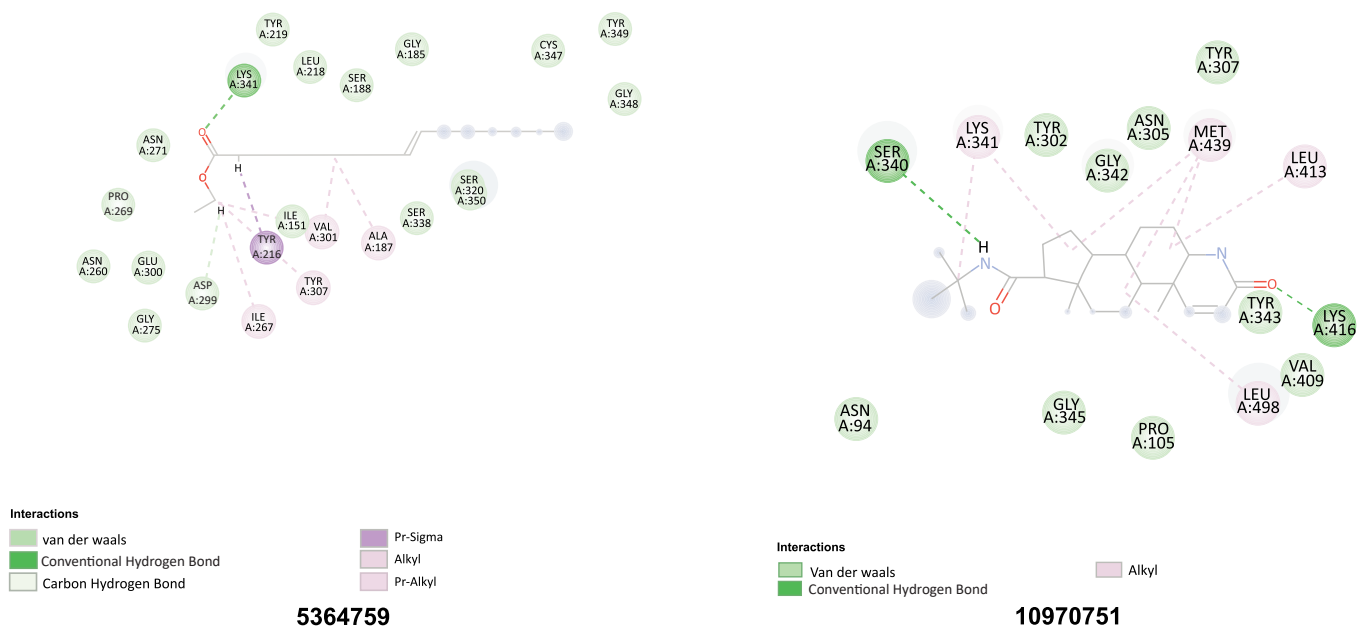 TYR
A:219
LYS
A:341
LEU
A:218
SER
A:188
GLY
A:185
CYS
A:347
TYR
A:349
GLY
A:348
ASN
A:271
O
O
H
H
PRO
A:269
ILE
A:151
VAL
A:301
TYR
A:216
SER
A:338
ALA
A:187
SER
A:320
A:350
ASN
A:260
GLU
A:300
ASP
A:299
TYR
A:307
ILE
A:267
GLY
A:275
Interactions
van der waals
Conventional Hydrogen Bond
Carbon Hydrogen Bond
Pr-Sigma
Alkyl
Pr-Alkyl
5364759
TYR
A:307
SER
A:340
LYS
A:341
TYR
A:302
ASN
A:305
GLY
A:342
MET
A:439
LEU
A:413
H
N
O
N
O
TYR
A:343
LYS
A:416
VAL
A:409
LEU
A:498
ASN
A:94
GLY
A:345
PRO
A:105
Interactions
Van der waals
Conventional Hydrogen Bond
Alkyl
10970751